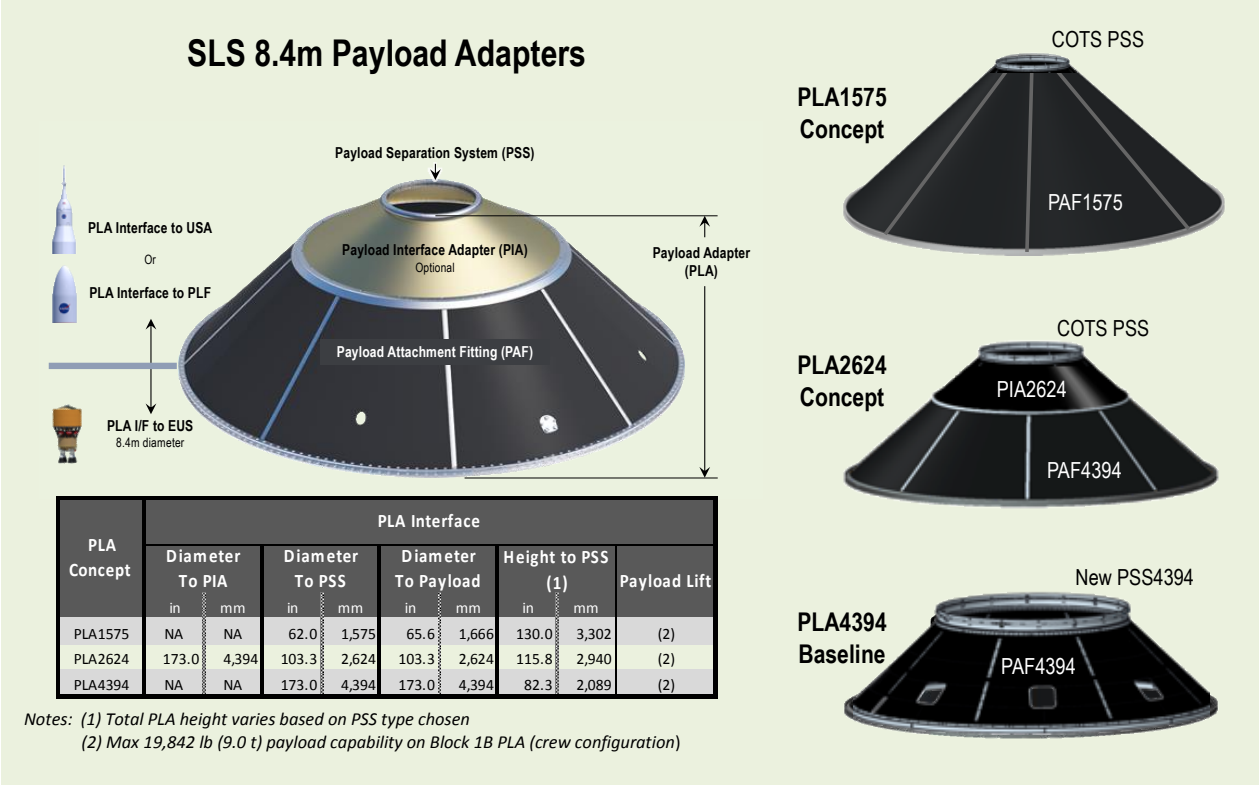 SLS 8.4m Payload Adapters
Payload Separation System (PSS)
PLA Interface to USA
Or
PLA Interface to PLF
Payload Interface Adapter (PIA)
Optional
Payload Adapter
(PLA)
Payload Attachment Fitting (PAF)
PLA I/F to EUS
8.4m diameter
COTS PSS
PLA1575
Concept
PAF1575
COTS PSS
PLA2624
Concept
PIA2624
PAF4394
New PSS4394
PLA4394
Baseline
PAF4394
PLA
Concept
PLA Interface
Diameter
To PIA
Diameter
To PSS
Diameter
To Payload
Height to PSS
(1)
Payload Lift
in mm in mm in mm in mm
PLA1575 NA NA 62.0 1,575 65.6 1,666 130.0 3,302 (2)
PLA2624 173.0 4,394 103.3 2,624 103.3 2,624 115.8 2,940 (2)
PLA4394 NA NA 173.0 4,394 173.0 4,394 82.3 2,089 (2)
Notes: (1) Total PLA height varies based on PSS type chosen
(2) Max 19,842 lb (9.0 t) payload capability on Block 1B PLA (crew configuration)